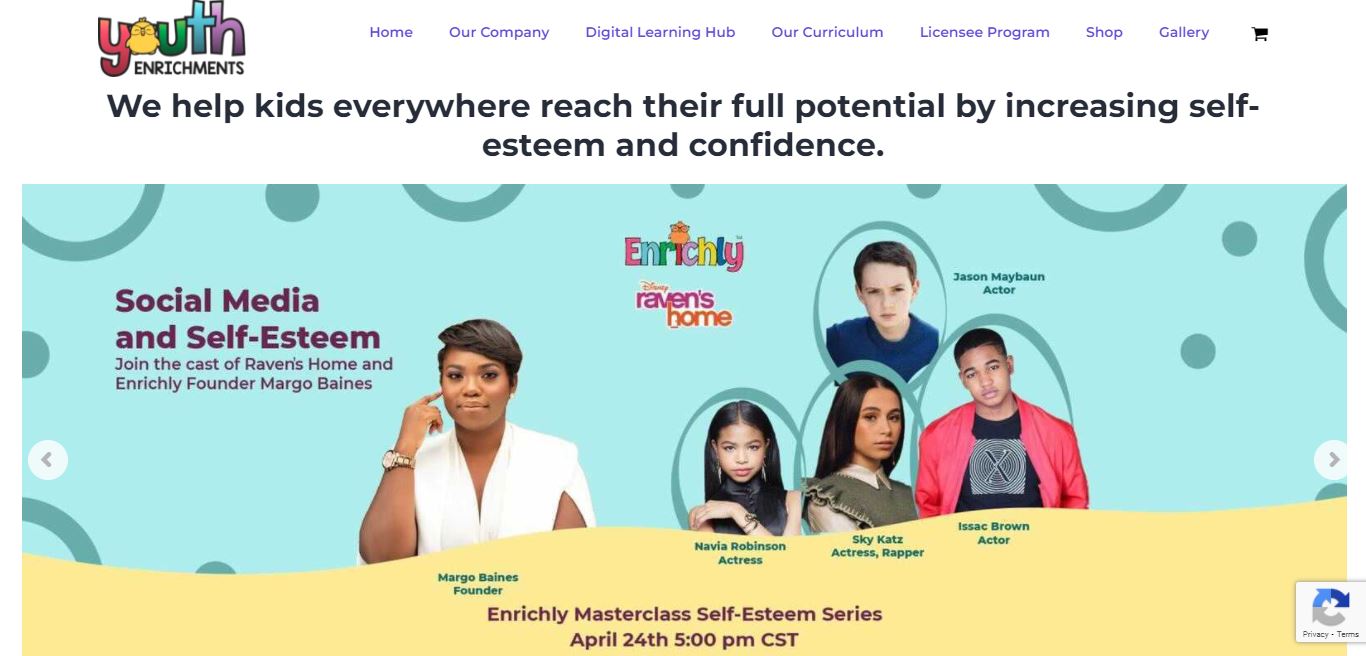 youth
ENRICHMENTS
Home
Our Company
Digital Learning Hub
Our Curriculum
Licensee Program
Shop
Gallery
We help kids everywhere reach their full potential by increasing self-
esteem and confidence.
Enrichly
Disney
raven's
home
Social Media
and Self-Esteem
Join the cast of Raven's Home and
Enrichly Founder Margo Baines
Jason Maybaun
Actor
X
Issac Brown
Actor
Sky Katz
Actress, Rapper
Navia Robinson
Actress
Margo Baines
Founder
Enrichly Masterclass Self-Esteem Series
April 24th 5:00 pm CST
Privacy - Terms